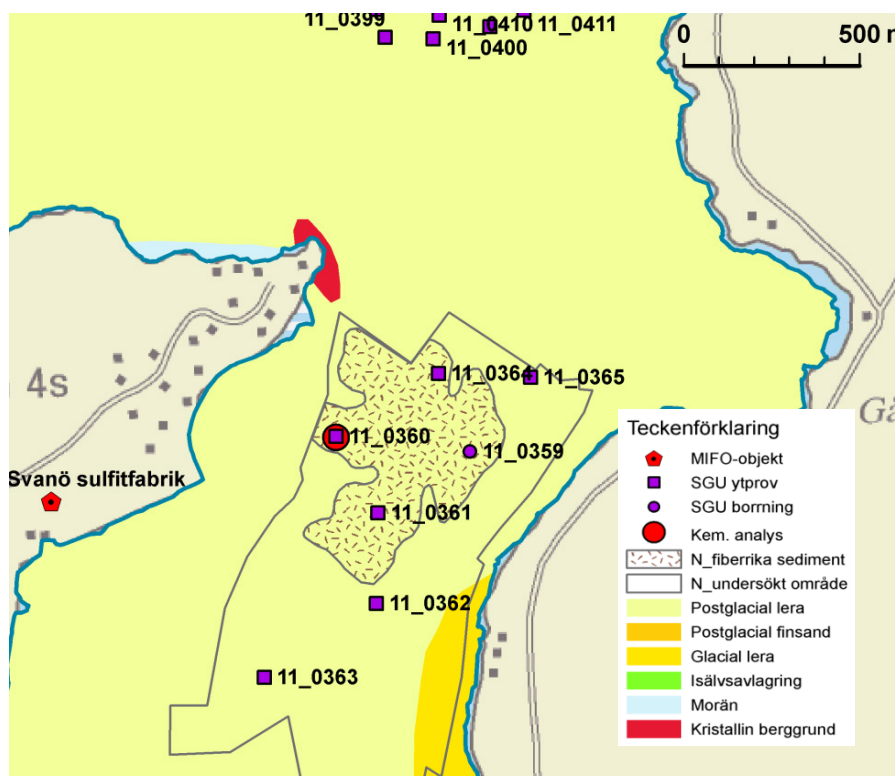 11_0399
11_0410
11_0411
11_0400
0
500 m
4s
11_0364
11_0365
11_0360
11_0359
Svanö sulfitfabrik
11_0361
11_0362
11_0363
Gå
Teckenförklaring
MIFO-objekt
SGU ytprov
SGU borrning
Kem. analys
N_fiberrika sediment
N_undersökt område
Postglacial lera
Postglacial finsand
Glacial lera
Isälvsavlagring
Morän
Kristallin berggrund